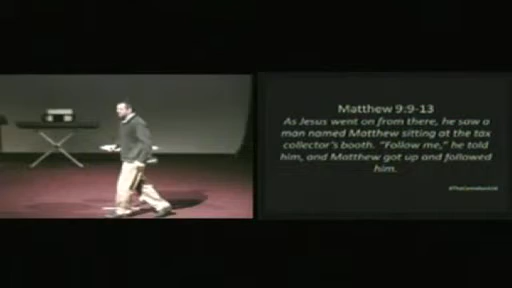 Matthew 9:9-13
As Jesus went on from there, he saw a
man named Matthew sitting at the tax
collector's booth. "Follow me," he told
him, and Matthew got up and followed
him.